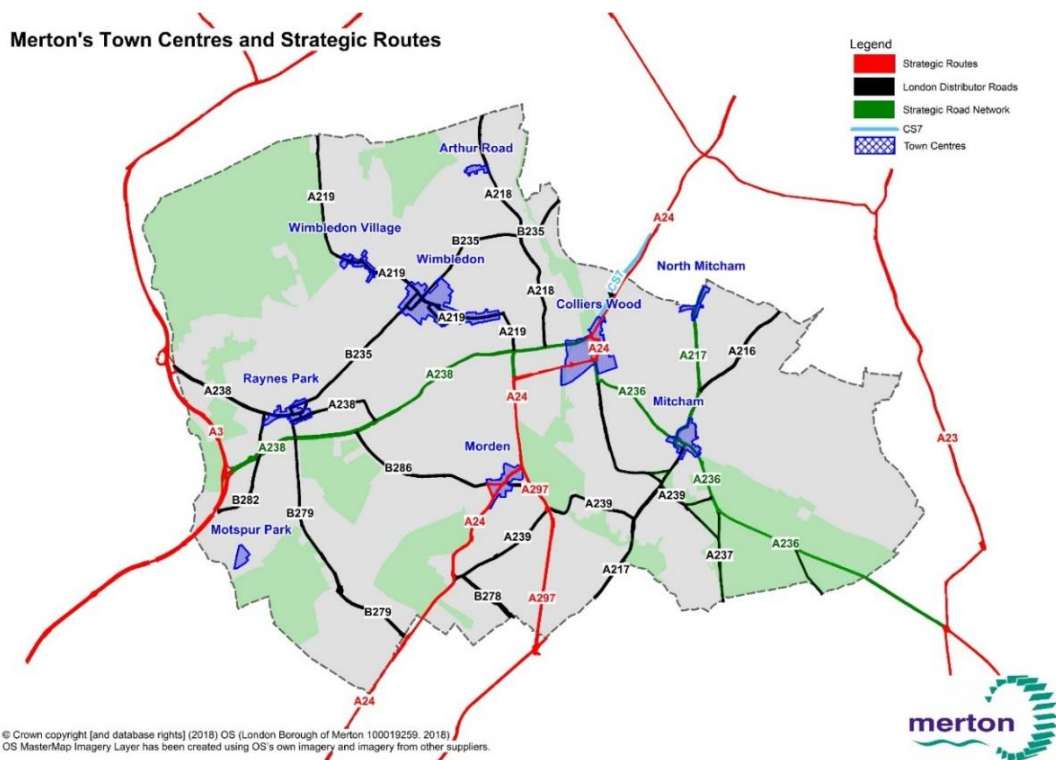 Merton's Town Centres and Strategic Routes
Legend
Strategic Routes
London Distributor Roads
Strategic Road Network
CS7
Town Centres
Arthur Road
A219
A218
A24
Wimbledon Village
B235
B235
Wimbledon
North Mitcham
A219
CS7
A218
Colliers Wood
A219
A219
A24
B235
A217
A216
Raynes Park
A238
A238
A24
A236
Mitcham
A238
A3
A238
Morden
A23
B286
A297
A236
B282
B279
A239
A239
A24
A239
A236
Motspur Park
A237
A217
B278
A297
B279
A24
merton
© Crown copyright [and database rights] (2018) OS (London Borough of Merton 100019259. 2018)
OS MasterMap Imagery Layer has been created using OS's own imagery and imagery from other suppliers.